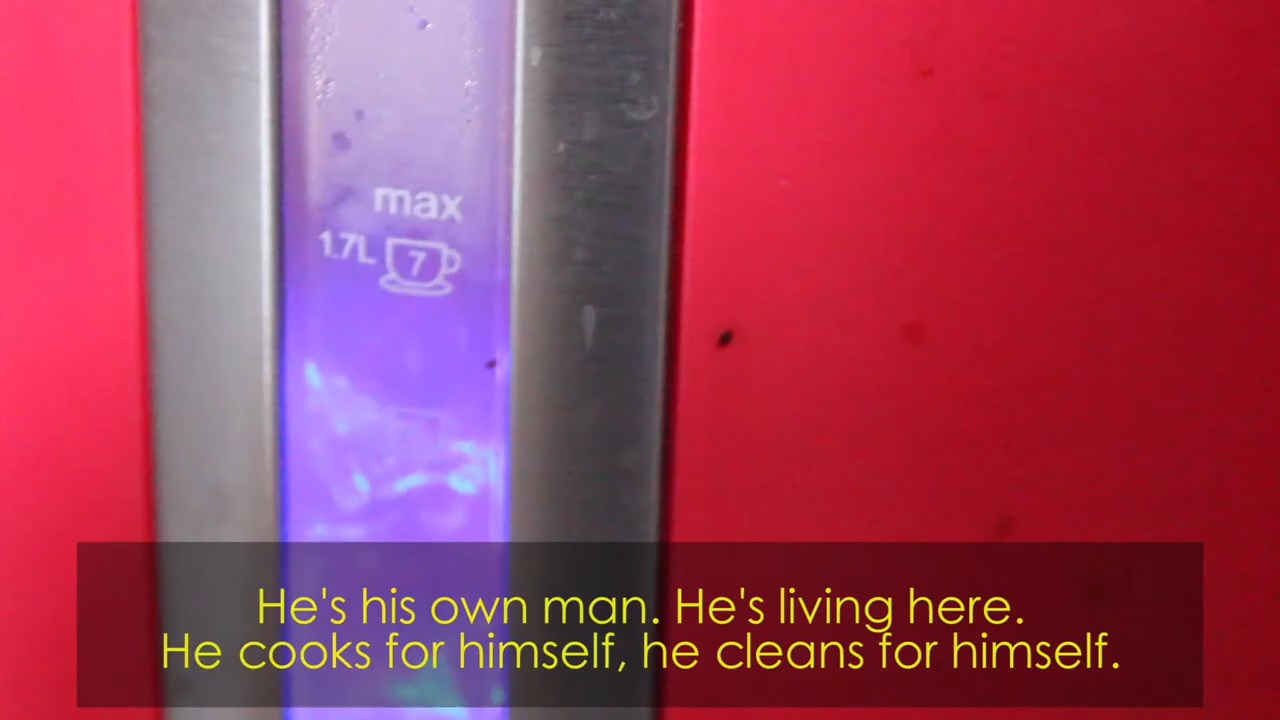 max
1.7L 7
He's his own man. He's living here.
He cooks for himself, he cleans for himself.